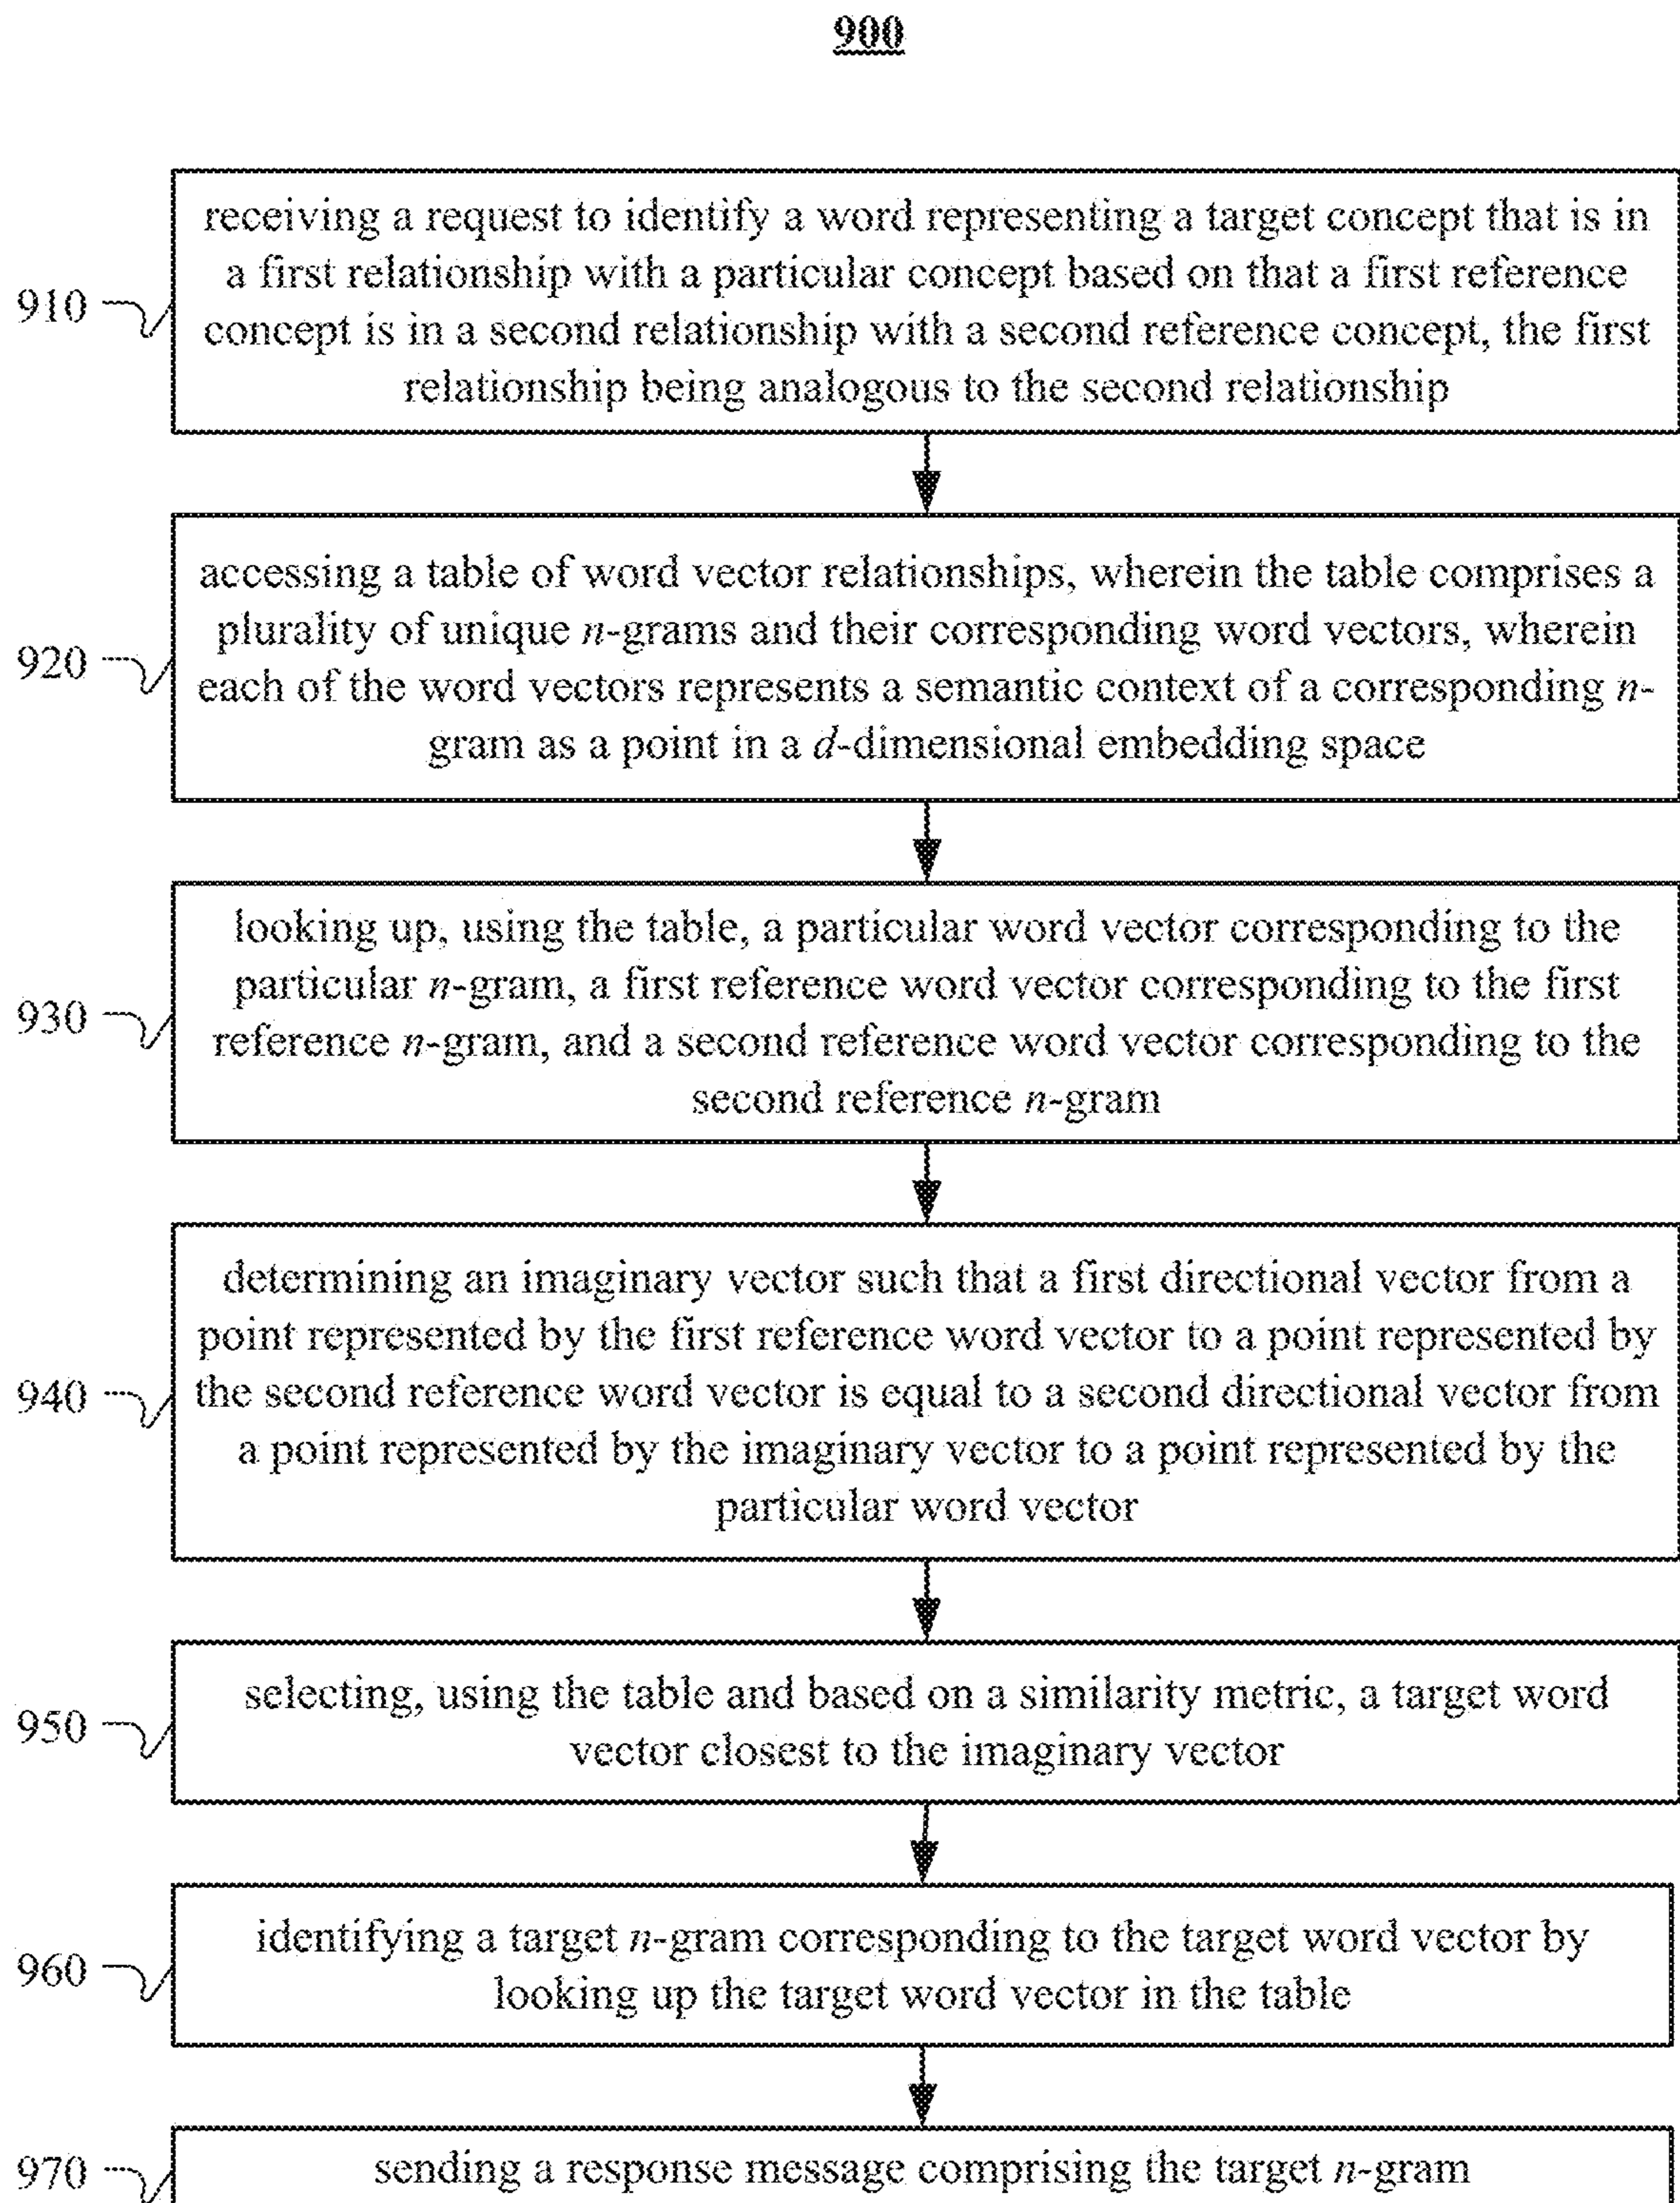 900
910
receiving a request to identify a word representing a target concept that is in
a first relationship with a particular concept based on that a first reference
concept is in a second relationship with a second reference concept, the first
relationship being analogous to the second relationship
920
accessing a table of word vector relationships, wherein the table comprises a
plurality of unique n-grams and their corresponding word vectors, wherein
each of the word vectors represents a semantic context of a corresponding n-
gram as a point in a d-dimensional embedding space
930
looking up, using the table, a particular word vector corresponding to the
particular n-gram, a first reference word vector corresponding to the first
reference n-gram, and a second reference word vector corresponding to the
second reference n-gram
940
determining an imaginary vector such that a first directional vector from a
point represented by the first reference word vector to a point represented by
the second reference word vector is equal to a second directional vector from
a point represented by the imaginary vector to a point represented by the
particular word vector
950
selecting, using the table and based on a similarity metric, a target word
vector closest to the imaginary vector
960
identifying a target n-gram corresponding to the target word vector by
looking up the target word vector in the table
970
sending a response message comprising the target n-gram